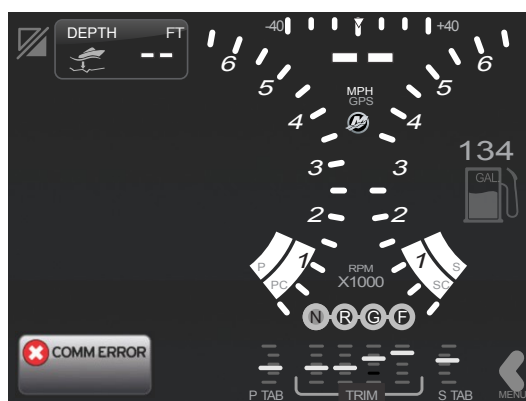 DEPTH FT
--
-40 +40
6 6
5 5
MPH
GPS
4 4
134
GAL
3 3
2 2
1 1
P S
PC SC
RPM
X1000
N R G F
COMM ERROR
P TAB TRIM S TAB MENU